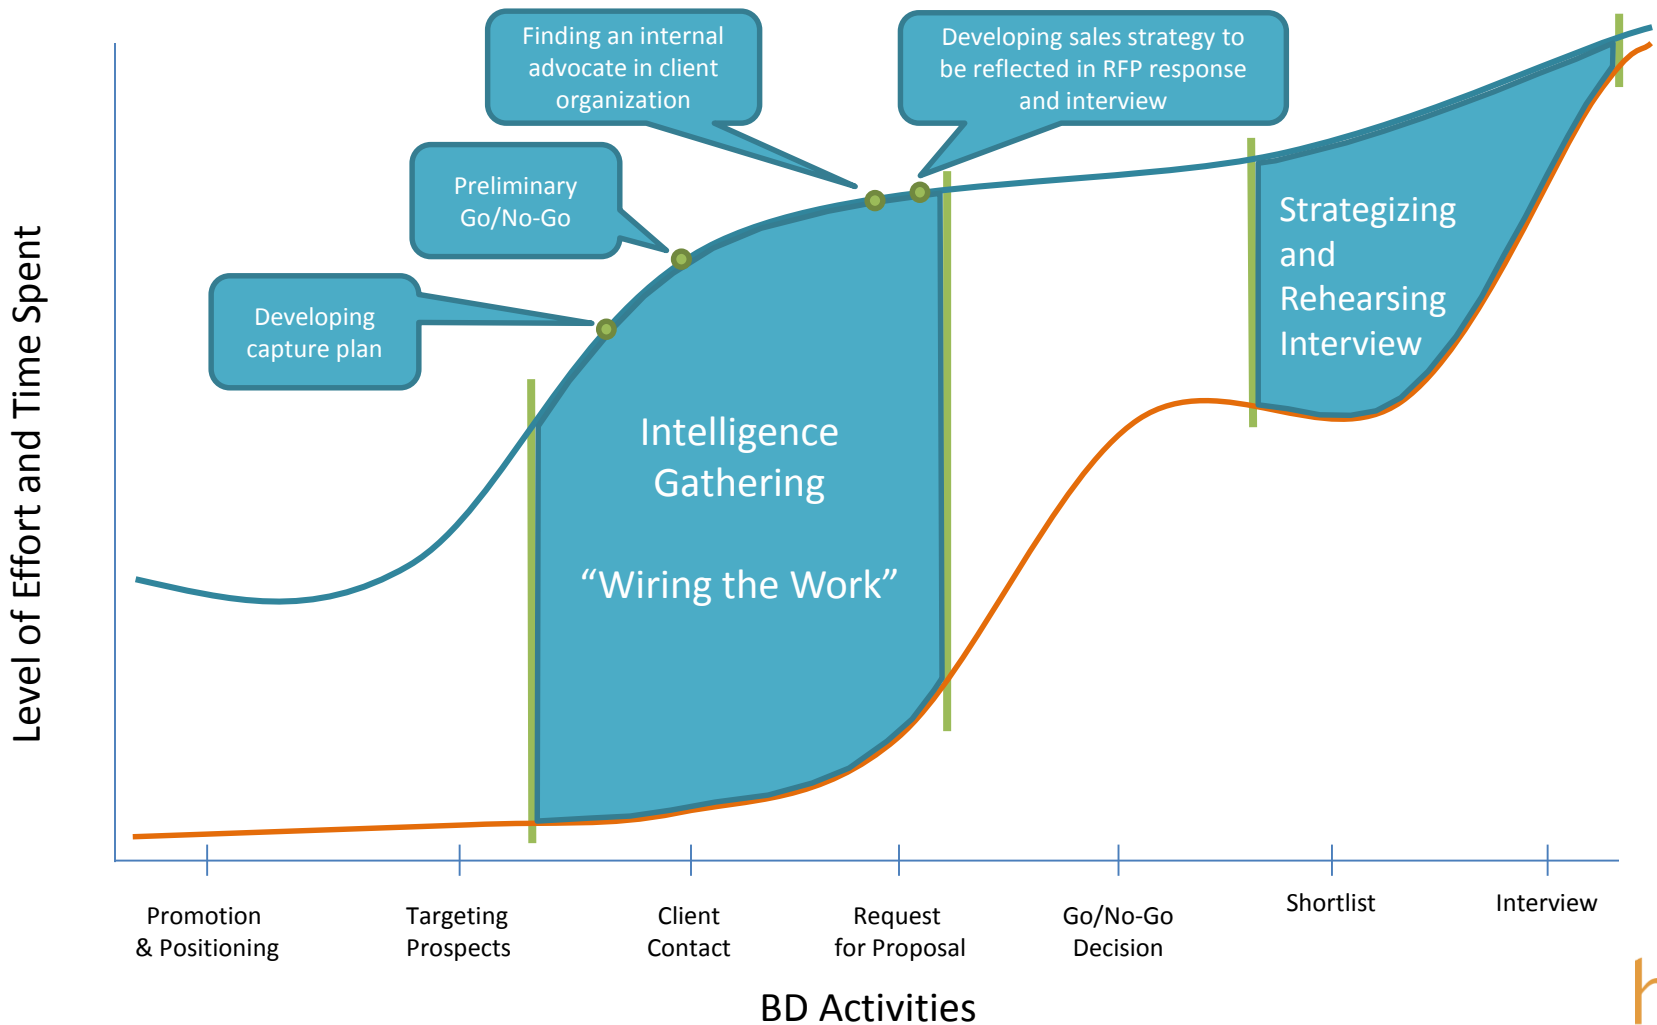 Finding an internal
advocate in client
organization
Developing sales strategy to
be reflected in RFP response
and interview
Preliminary
Go/No-Go
Developing
capture plan
Strategizing
and
Rehearsing
Interview
Intelligence
Gathering
“Wiring the Work”
Level of Effort and Time Spent
Promotion
& Positioning
Targeting
Prospects
Client
Contact
Request
for Proposal
Go/No-Go
Decision
Shortlist
Interview
BD Activities
h